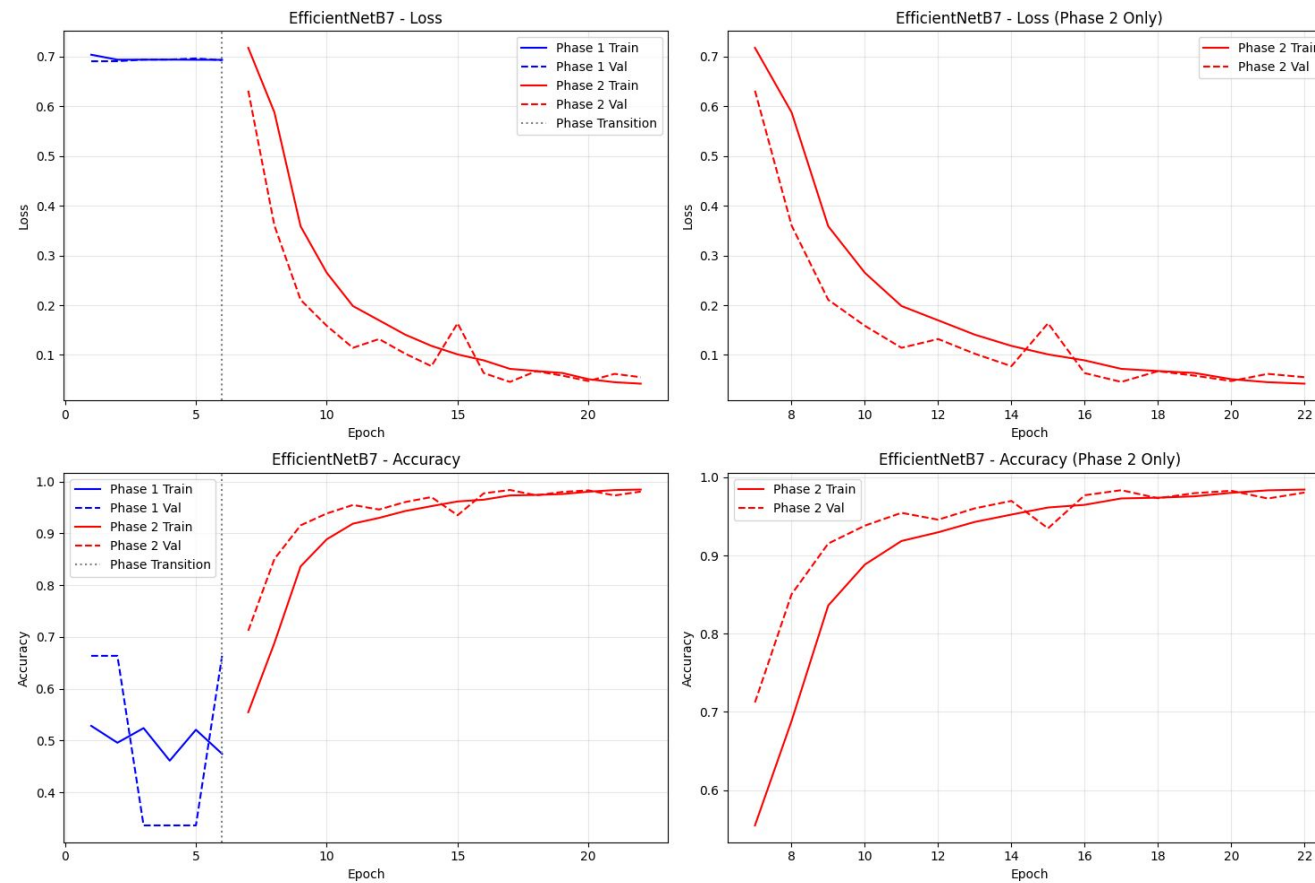 EfficientNetB7 - Loss
Loss
0.7
0.6
0.5
0.4
0.3
0.2
0.1
Phase 1 Train
Phase 1 Val
Phase 2 Train
Phase 2 Val
Phase Transition
0
5
10
15
20
Epoch
EfficientNetB7 - Loss (Phase 2 Only)
Loss
0.7
0.6
0.5
0.4
0.3
0.2
0.1
Phase 2 Train
Phase 2 Val
8
10
12
14
16
18
20
22
Epoch
EfficientNetB7 - Accuracy
Accuracy
1.0
0.9
0.8
0.7
0.6
0.5
0.4
Phase 1 Train
Phase 1 Val
Phase 2 Train
Phase 2 Val
Phase Transition
0
5
10
15
20
Epoch
EfficientNetB7 - Accuracy (Phase 2 Only)
Accuracy
1.0
0.9
0.8
0.7
0.6
Phase 2 Train
Phase 2 Val
8
10
12
14
16
18
20
22
Epoch